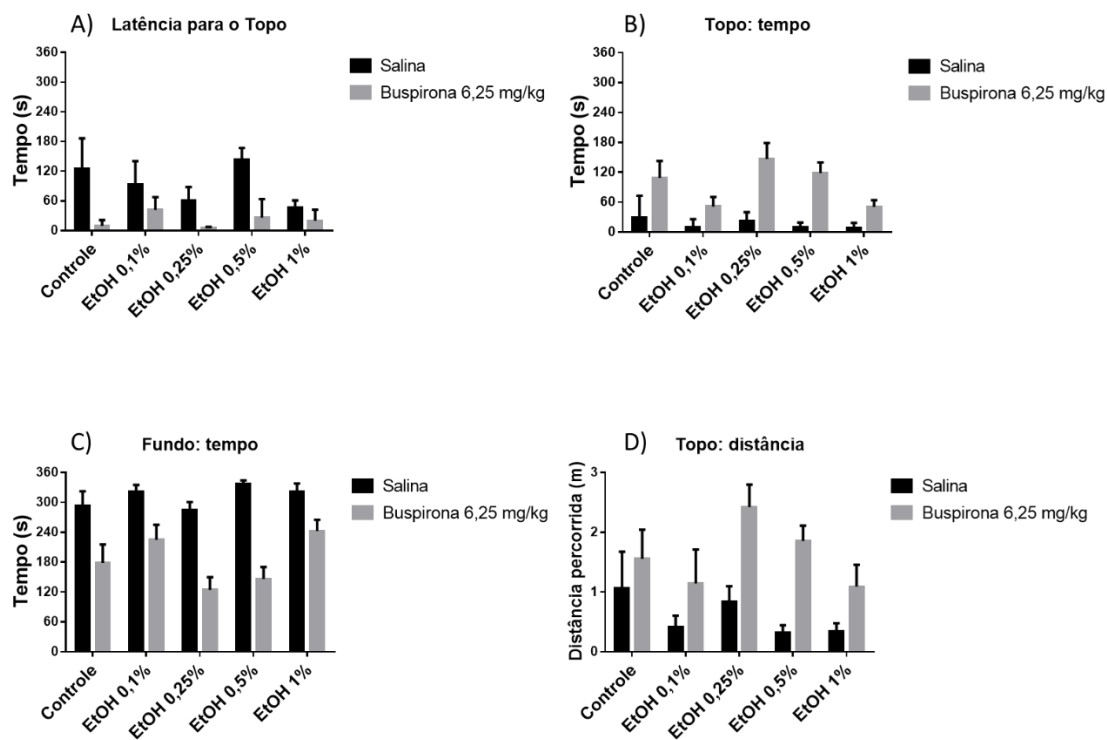 A) Latência para o Topo
360
300
240
180
120
60
0
Tempo (s)
Controle
EtOH 0,1%
EtOH 0,25%
EtOH 0,5%
EtOH 1%
Salina
Buspirona 6,25 mg/kg
B) Topo: tempo
360
300
240
180
120
60
0
Tempo (s)
Controle
EtOH 0,1%
EtOH 0,25%
EtOH 0,5%
EtOH 1%
Salina
Buspirona 6,25 mg/kg
C) Fundo: tempo
360
300
240
180
120
60
0
Tempo (s)
Controle
EtOH 0,1%
EtOH 0,25%
EtOH 0,5%
EtOH 1%
Salina
Buspirona 6,25 mg/kg
D) Topo: distância
3
2
1
0
Distância percorrida (m)
Controle
EtOH 0,1%
EtOH 0,25%
EtOH 0,5%
EtOH 1%
Salina
Buspirona 6,25 mg/kg